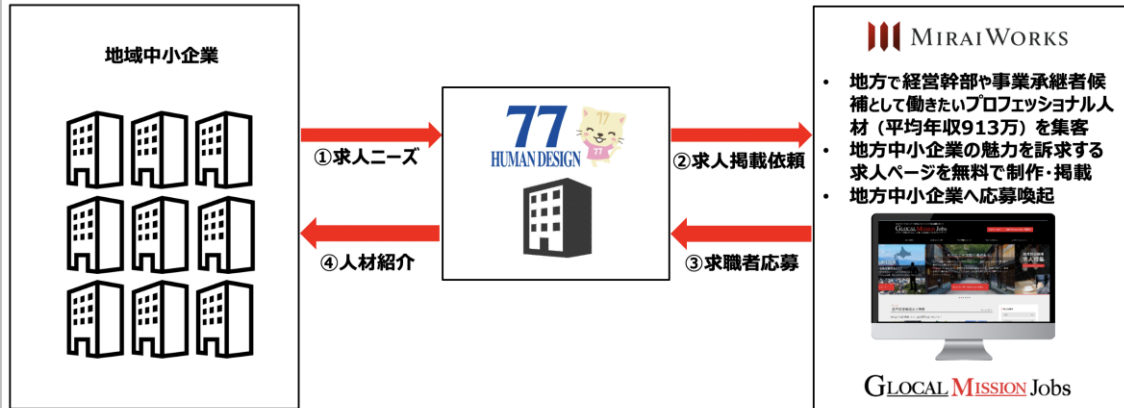 地域中小企業
①求人ニーズ
④人材紹介
77
HUMAN DESIGN
17
77
②求人掲載依頼
③求職者応募
MIRAIWORKS
• 地方で経営幹部や事業承継者候
補として働きたいプロフェッショナル人
材（平均年収913万）を集客
• 地方中小企業の魅力を訴求する
求人ページを無料で制作・掲載
• 地方中小企業へ応募喚起
GLOCAL MISSION Jobs
GLOCAL MISSION Jobs